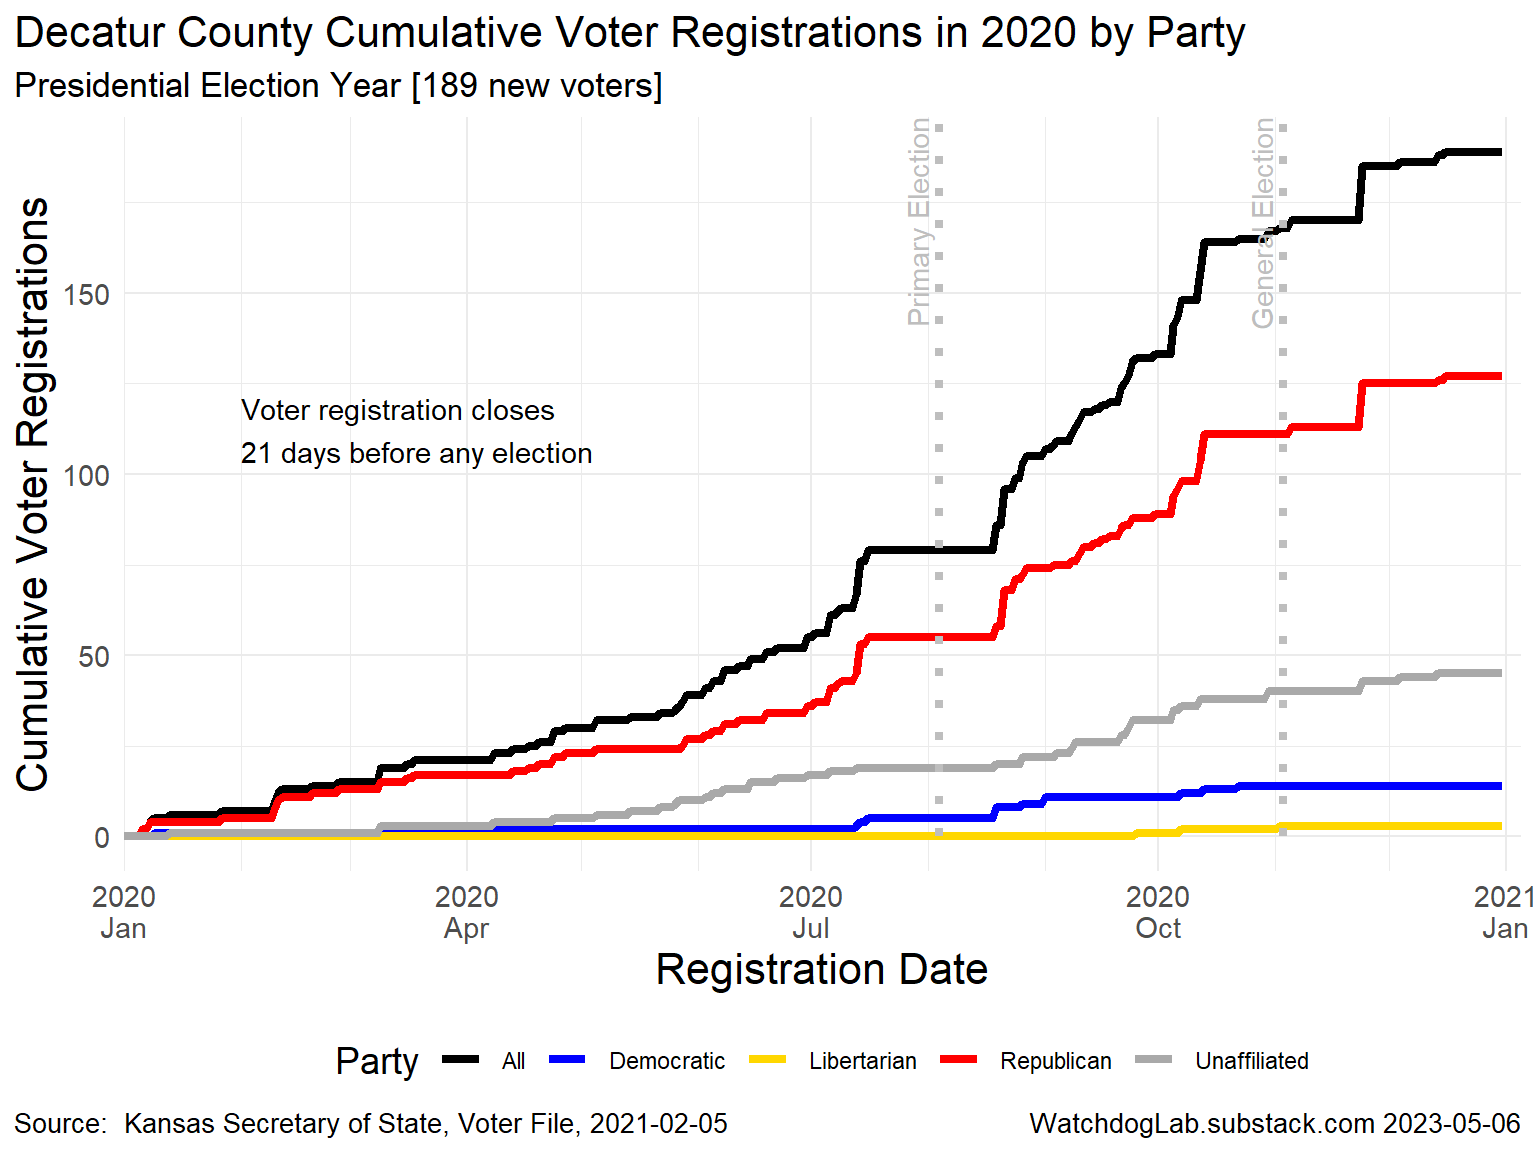 Decatur County Cumulative Voter Registrations in 2020 by Party
Presidential Election Year [189 new voters]
Cumulative Voter Registrations
150
100
50
0
Primary Election
General Election
Voter registration closes
21 days before any election
2020 2020 2020 2020 2021
Jan Apr Jul Oct Jan
Registration Date
Party All Democratic Libertarian Republican Unaffiliated
Source:  Kansas Secretary of State, Voter File, 2021-02-05
WatchdogLab.substack.com 2023-05-06